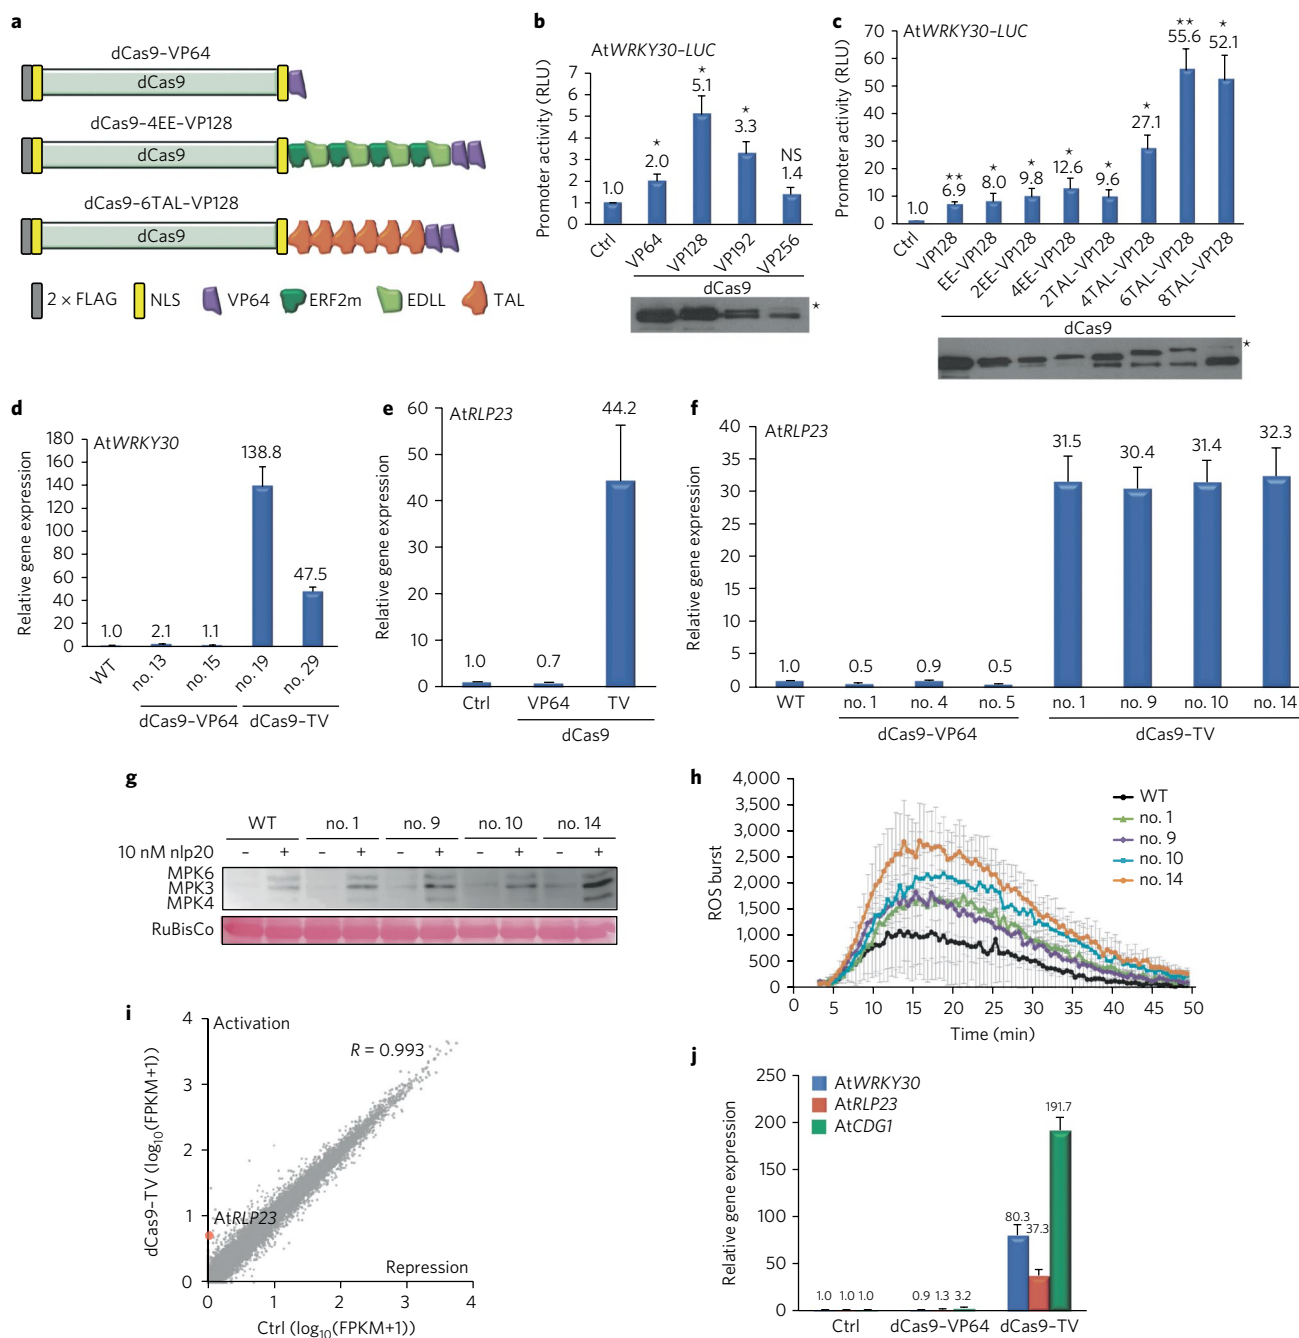 a
dCas9–VP64
dCas9
dCas9–4EE–VP128
dCas9
dCas9–6TAL–VP128
dCas9
2 × FLAG
NLS
VP64
ERF2m
EDLL
TAL
b
AtWRKY30–LUC
Promoter activity (RLU)
7
6
5
4
3
2
1
0
1.0
*
2.0
*
5.1
*
3.3
NS
1.4
Ctrl
VP64
VP128
VP192
VP256
dCas9
*
c
AtWRKY30–LUC
Promoter activity (RLU)
70
60
50
40
30
20
10
0
1.0
**
6.9
*
8.0
*
9.8
*
12.6
*
9.6
*
27.1
**
55.6
*
52.1
Ctrl
VP128
EE–VP128
2EE–VP128
4EE–VP128
2TAL–VP128
4TAL–VP128
6TAL–VP128
8TAL–VP128
dCas9
*
d
AtWRKY30
Relative gene expression
180
160
140
120
100
80
60
40
20
0
1.0
2.1
1.1
138.8
47.5
WT
no. 13
no. 15
no. 19
no. 29
dCas9–VP64
dCas9–TV
e
AtRLP23
Relative gene expression
60
50
40
30
20
10
0
1.0
0.7
44.2
Ctrl
VP64
TV
dCas9
f
AtRLP23
Relative gene expression
40
35
30
25
20
15
10
5
0
1.0
0.5
0.9
0.5
31.5
30.4
31.4
32.3
WT
no. 1
no. 4
no. 5
no. 1
no. 9
no. 10
no. 14
dCas9–VP64
dCas9–TV
g
WT
no. 1
no. 9
no. 10
no. 14
10 nM nlp20
– + – + – + – + – +
MPK6
MPK3
MPK4
RuBisCo
h
ROS burst
4,000
3,500
3,000
2,500
2,000
1,500
1,000
500
0
0 5 10 15 20 25 30 35 40 45 50
Time (min)
WT
no. 1
no. 9
no. 10
no. 14
i
Activation
R = 0.993
dCas9–TV (log10(FPKM+1))
4
3
2
1
0
AtRLP23
Repression
0 1 2 3 4
Ctrl (log10(FPKM+1))
j
AtWRKY30
AtRLP23
AtCDG1
Relative gene expression
250
200
150
100
50
0
1.0 1.0 1.0
0.9 1.3 3.2
80.3
37.3
191.7
Ctrl
dCas9–VP64
dCas9–TV